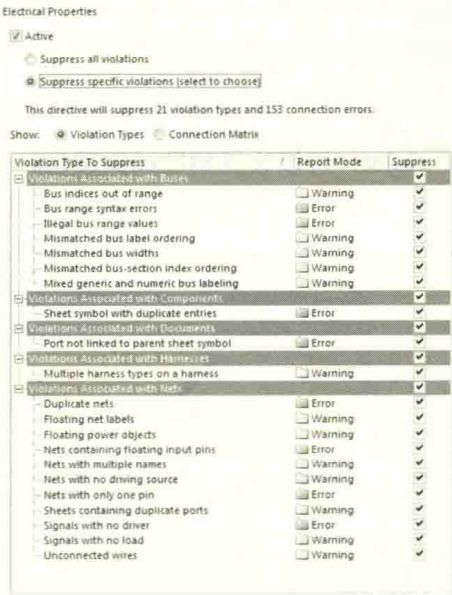 Electrical Properties
Active
Suppress all violations
Suppress specific violations (select to choose)
This directive will suppress 21 violation types and 153 connection errors.
Show: Violation Types Connection Matrix
Violation Type To Suppress / Report Mode Suppress
Violations Associated with Buses
Bus indices out of range Warning
Bus range syntax errors Error
Illegal bus range values Error
Mismatched bus label ordering Warning
Mismatched bus widths Warning
Mismatched bus-section index ordering Warning
Mixed generic and numeric bus labeling Warning
Violations Associated with Components
Sheet symbol with duplicate entries Error
Violations Associated with Documents
Port not linked to parent sheet symbol Error
Violations Associated with Harnesses
Multiple harness types on a harness Warning
Violations Associated with Nets
Duplicate nets Error
Floating net labels Warning
Floating power objects Warning
Nets containing floating input pins Error
Nets with multiple names Warning
Nets with no driving source Warning
Nets with only one pin Error
Sheets containing duplicate ports Warning
Signals with no driver Error
Signals with no load Warning
Unconnected wires Warning